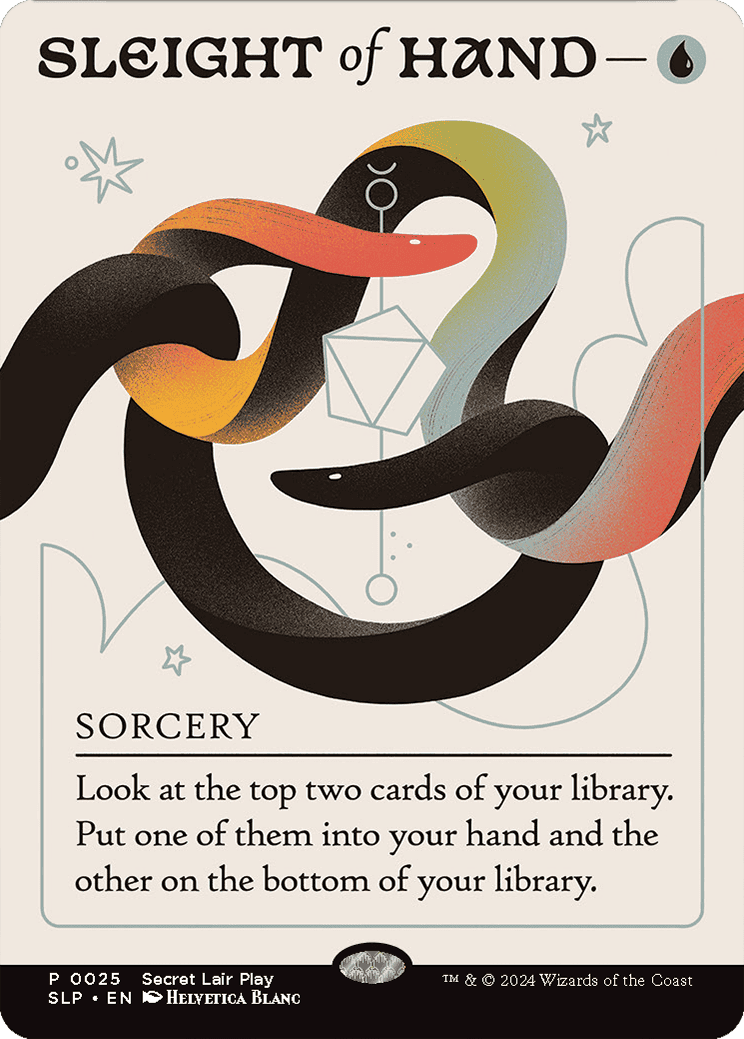 SLEIGHT of HAND—
SORCERY
Look at the top two cards of your library.
Put one of them into your hand and the
other on the bottom of your library.
P 0025 Secret Lair Play
SLP • EN Helvetica Blanc
™ & © 2024 Wizards of the Coast